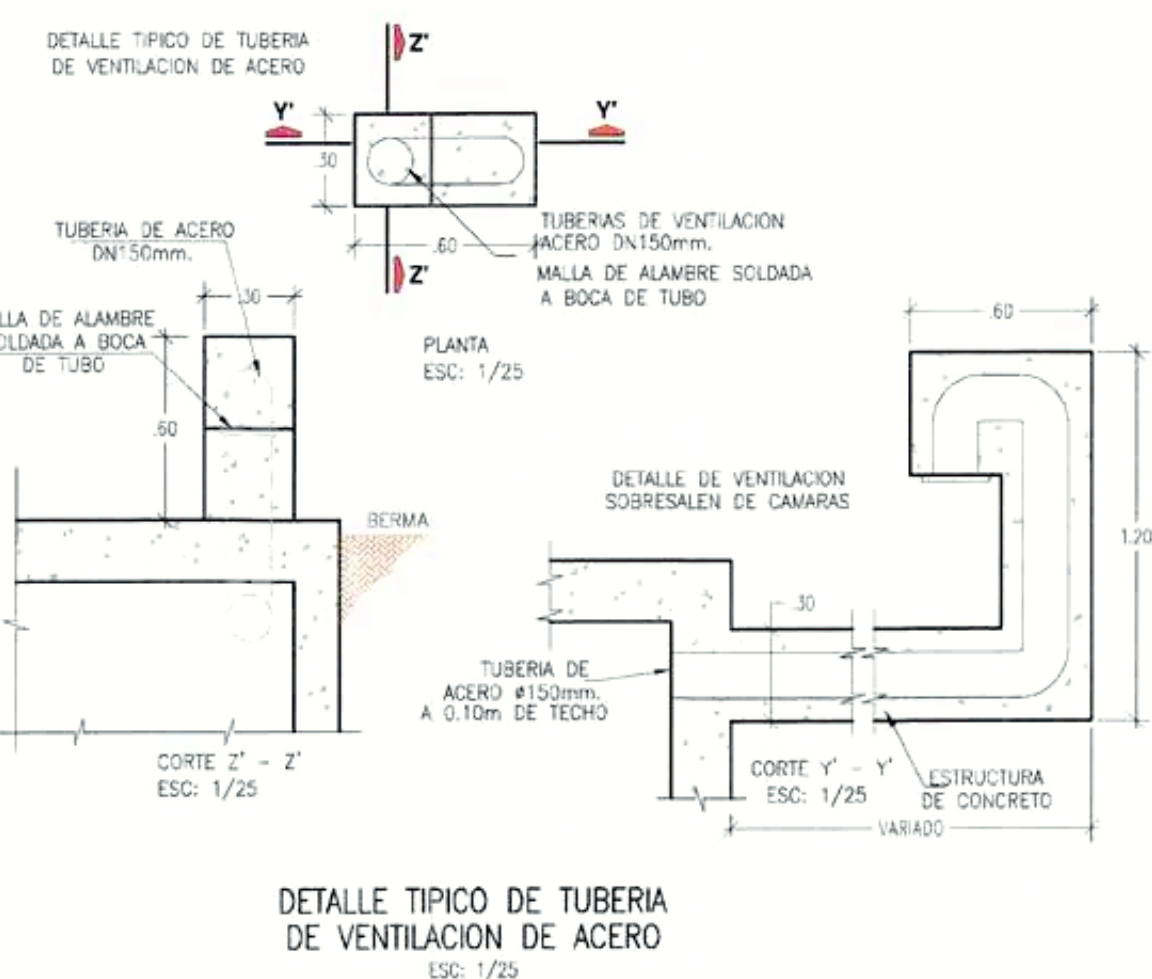 DETALLE TIPICO DE TUBERIA
DE VENTILACION DE ACERO
Z'
Y'
Y'
.30
.60
Z'
TUBERIAS DE VENTILACION
ACERO DN150mm.
MALLA DE ALAMBRE SOLDADA
A BOCA DE TUBO
PLANTA
ESC: 1/25
TUBERIA DE ACERO
DN150mm.
.30
LLA DE ALAMBRE
OLDADA A BOCA
DE TUBO
.60
BERMA
CORTE Z' - Z'
ESC: 1/25
.60
DETALLE DE VENTILACION
SOBRESALEN DE CAMARAS
1.20
.30
TUBERIA DE
ACERO ø150mm.
A 0.10m DE TECHO
CORTE Y' - Y'
ESC: 1/25
ESTRUCTURA
DE CONCRETO
VARIADO
DETALLE TIPICO DE TUBERIA
DE VENTILACION DE ACERO
ESC: 1/25